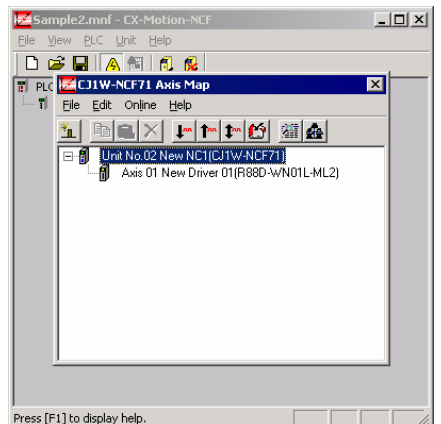 Sample2.mnf - CX-Motion-NCF
File View PLC Unit Help
PLC
CJ1W-NCF71 Axis Map
File Edit Online Help
Unit No.02 New NC1(CJ1W-NCF71)
Axis 01 New Driver 01(R88D-WN01L-ML2)
Press [F1] to display help.